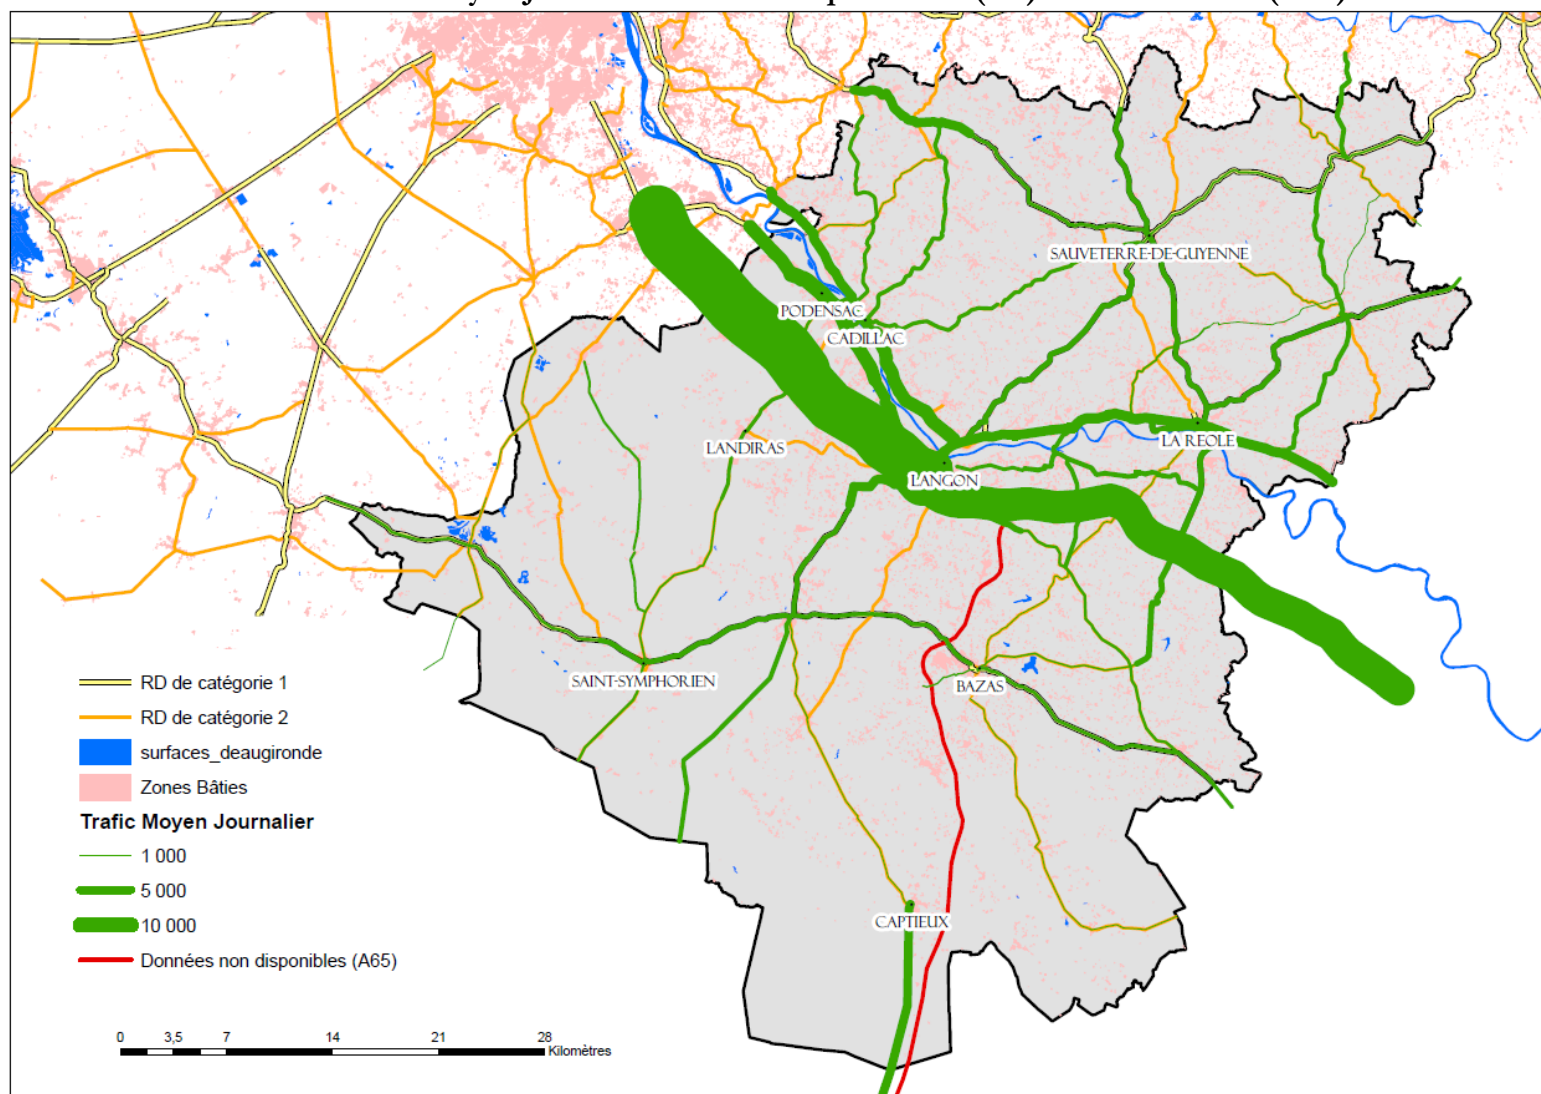 SAUVETERRE-DE-GUYENNE
PODENSAC
CADILLAC
LANDIRAS
LA REOLE
LANGON
SAINT-SYMPHORIEN
BAZAS
CAPTIEUX
RD de catégorie 1
RD de catégorie 2
surfaces_deaugironde
Zones Bâties
Trafic Moyen Journalier
1 000
5 000
10 000
Données non disponibles (A65)
0 3,5 7 14 21 28
Kilomètres